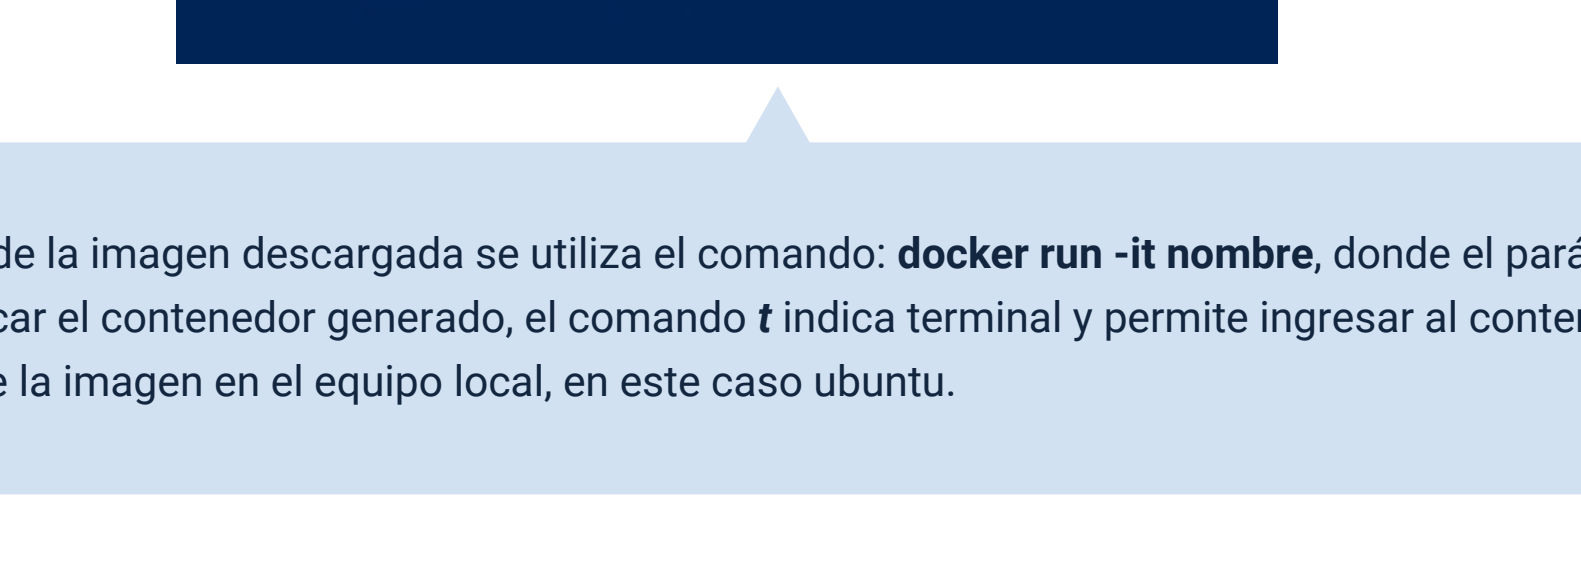 de la imagen descargada se utiliza el comando: docker run -it nombre, donde el pará
car el contenedor generado, el comando t indica terminal y permite ingresar al conte
la imagen en el equipo local, en este caso ubuntu.